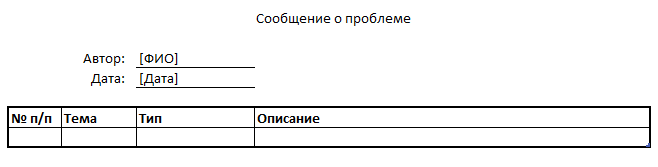 Сообщение о проблеме
Автор: [ФИО]
Дата: [Дата]
№ п/п Тема Тип Описание